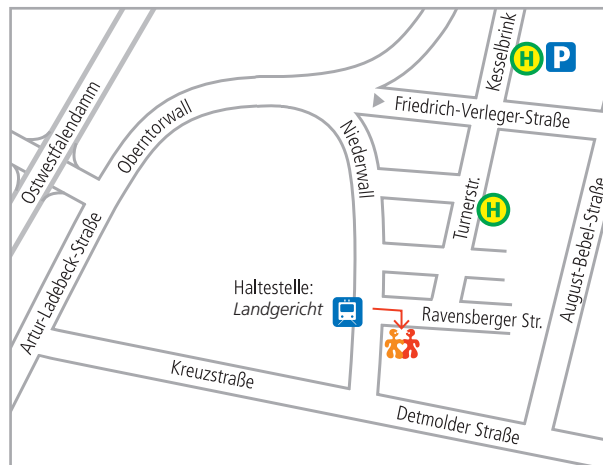 Kesselbrink
H
P
Friedrich-Verleger-Straße
Ostwestfalendamm
Oberntorwall
Niederwall
Turnerstr.
H
August-Bebel-Straße
Artur-Ladebeck-Straße
Haltestelle:
Landgericht
Ravensberger Str.
Kreuzstraße
Detmolder Straße